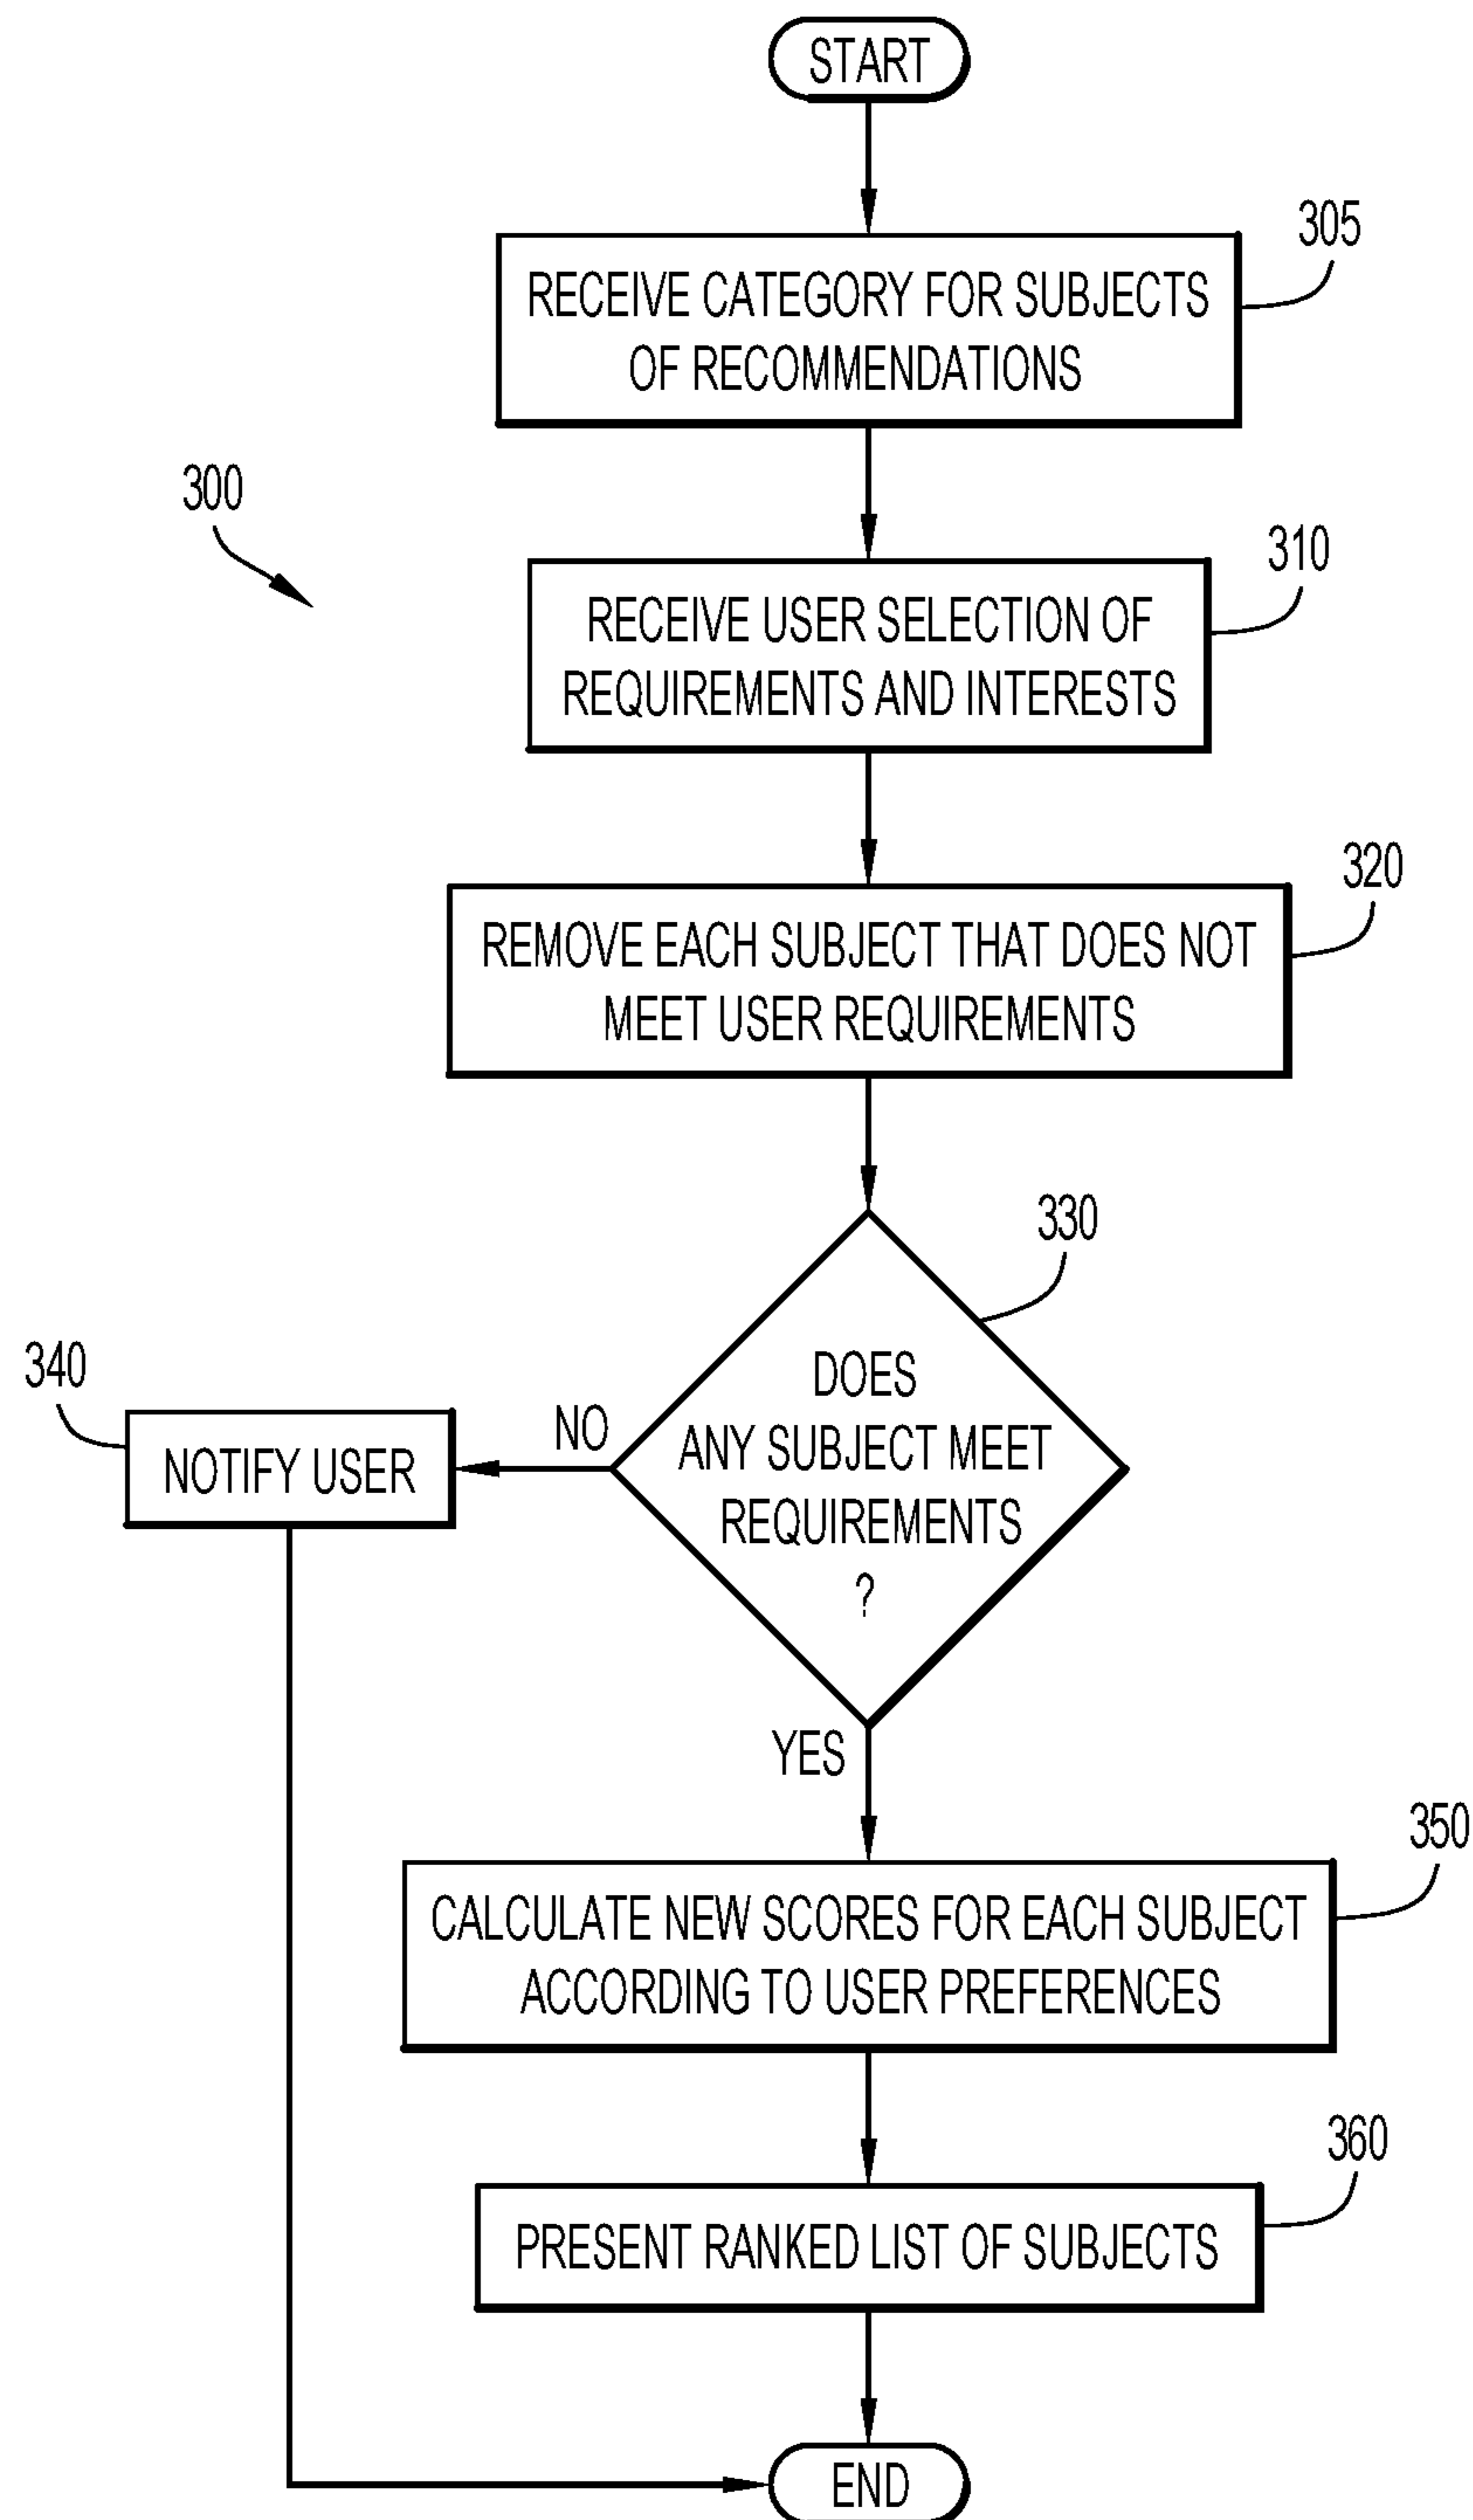 START
305
RECEIVE CATEGORY FOR SUBJECTS
OF RECOMMENDATIONS
300
310
RECEIVE USER SELECTION OF
REQUIREMENTS AND INTERESTS
320
REMOVE EACH SUBJECT THAT DOES NOT
MEET USER REQUIREMENTS
330
DOES
ANY SUBJECT MEET
REQUIREMENTS
?
340
NO
NOTIFY USER
YES
350
CALCULATE NEW SCORES FOR EACH SUBJECT
ACCORDING TO USER PREFERENCES
360
PRESENT RANKED LIST OF SUBJECTS
END